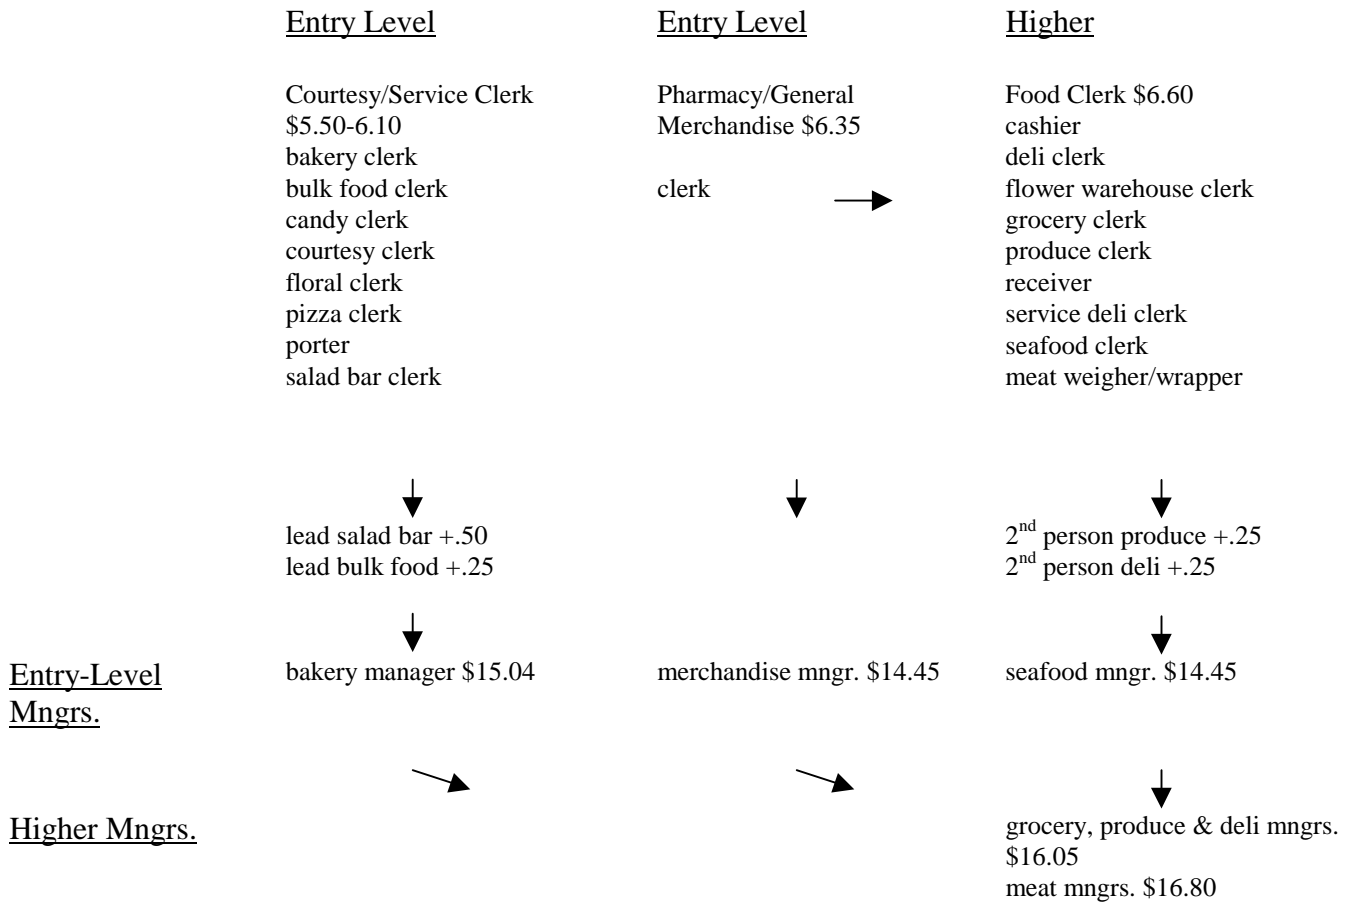 Entry Level
Entry Level
Higher
Courtesy/Service Clerk
$5.50-6.10
bakery clerk
bulk food clerk
candy clerk
courtesy clerk
floral clerk
pizza clerk
porter
salad bar clerk
Pharmacy/General
Merchandise $6.35
clerk
Food Clerk $6.60
cashier
deli clerk
flower warehouse clerk
grocery clerk
produce clerk
receiver
service deli clerk
seafood clerk
meat weigher/wrapper
lead salad bar +.50
lead bulk food +.25
2nd person produce +.25
2nd person deli +.25
Entry-Level
Mngrs.
bakery manager $15.04
merchandise mngr. $14.45
seafood mngr. $14.45
Higher Mngrs.
grocery, produce & deli mngrs.
$16.05
meat mngrs. $16.80